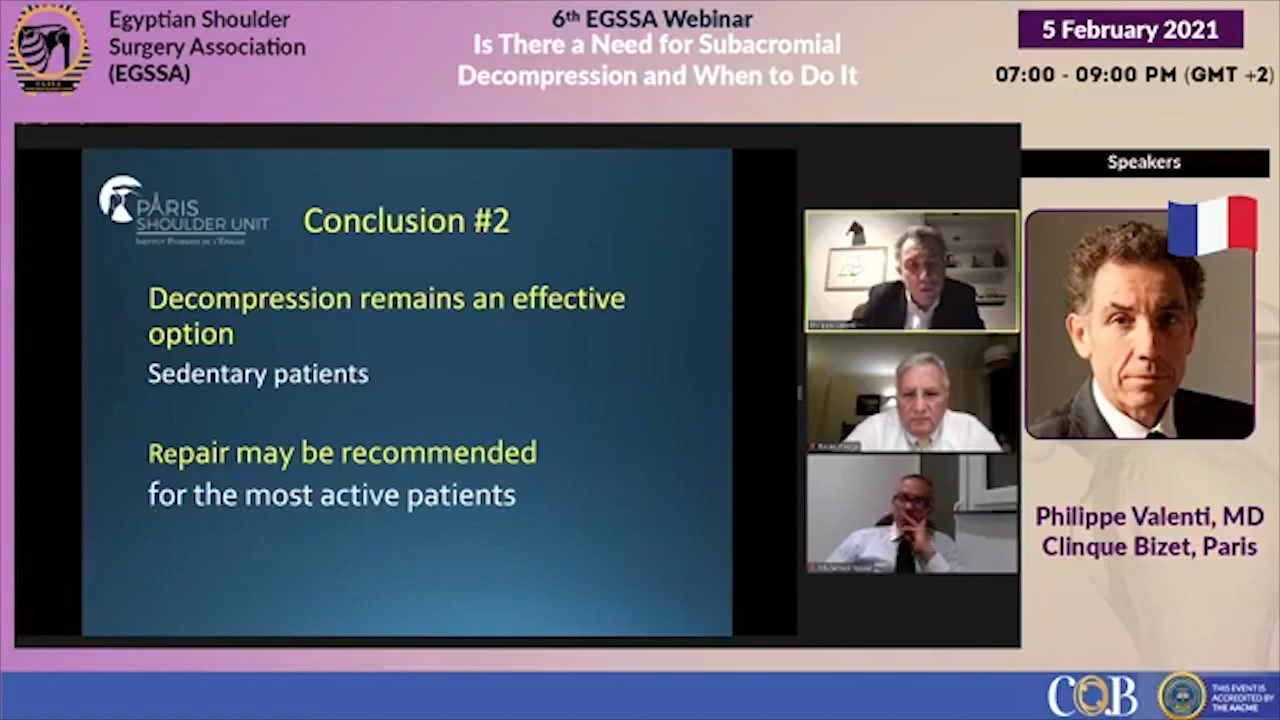 Egyptian Shoulder
Surgery Association
(EGSSA)
6th EGSSA Webinar
Is There a Need for Subacromial
Decompression and When to Do It
5 February 2021
07:00 - 09:00 PM (GMT +2)
PARIS
SHOULDER UNIT
Conclusion #2
Decompression remains an effective
option
Sedentary patients
Repair may be recommended
for the most active patients
Speakers
Philippe Valenti, MD
Clinque Bizet, Paris
COB
THIS EVENT IS
ACCREDITED BY
THE AACME